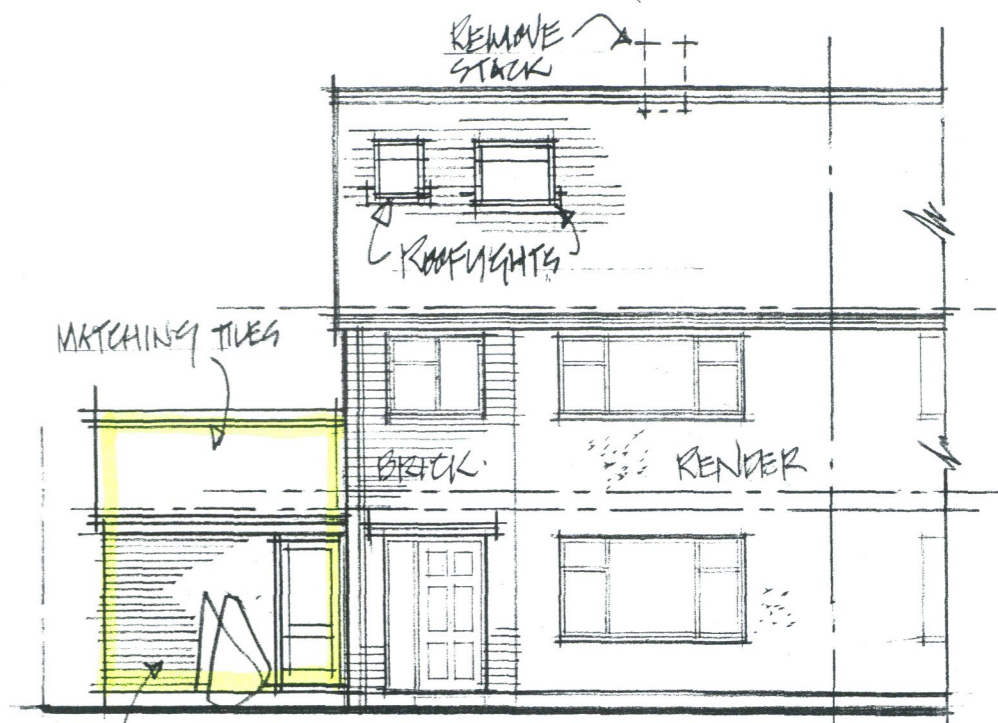 REMOVE
STACK
ROOFLIGHTS
MATCHING TILES
BRICK
RENDER